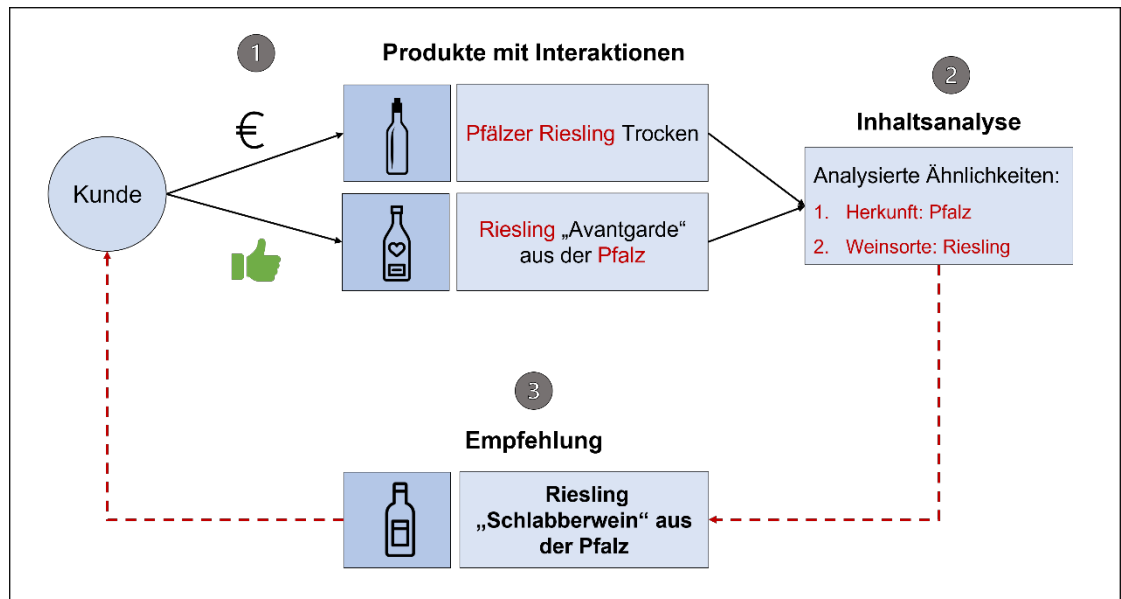 1
Produkte mit Interaktionen
2
€
Pfälzer Riesling Trocken
Inhaltsanalyse
Kunde
Analysierte Ähnlichkeiten:
1. Herkunft: Pfalz
2. Weinsorte: Riesling
Riesling „Avantgarde“
aus der Pfalz
3
Empfehlung
Riesling
„Schlabberwein“ aus
der Pfalz